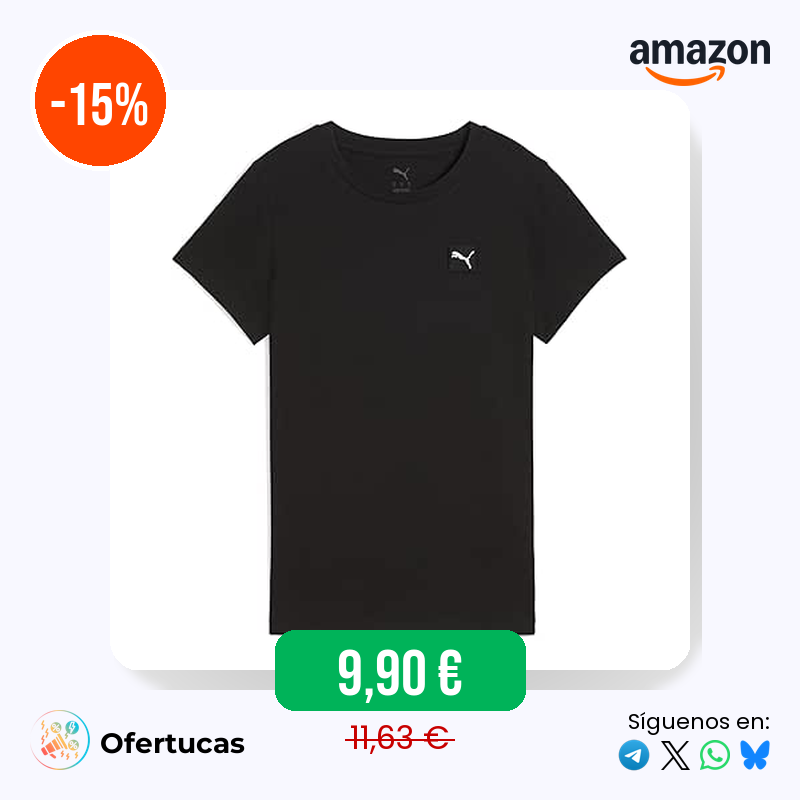 -15%
amazon
9,90 €
11,63 €
Ofertucas
Síguenos en: